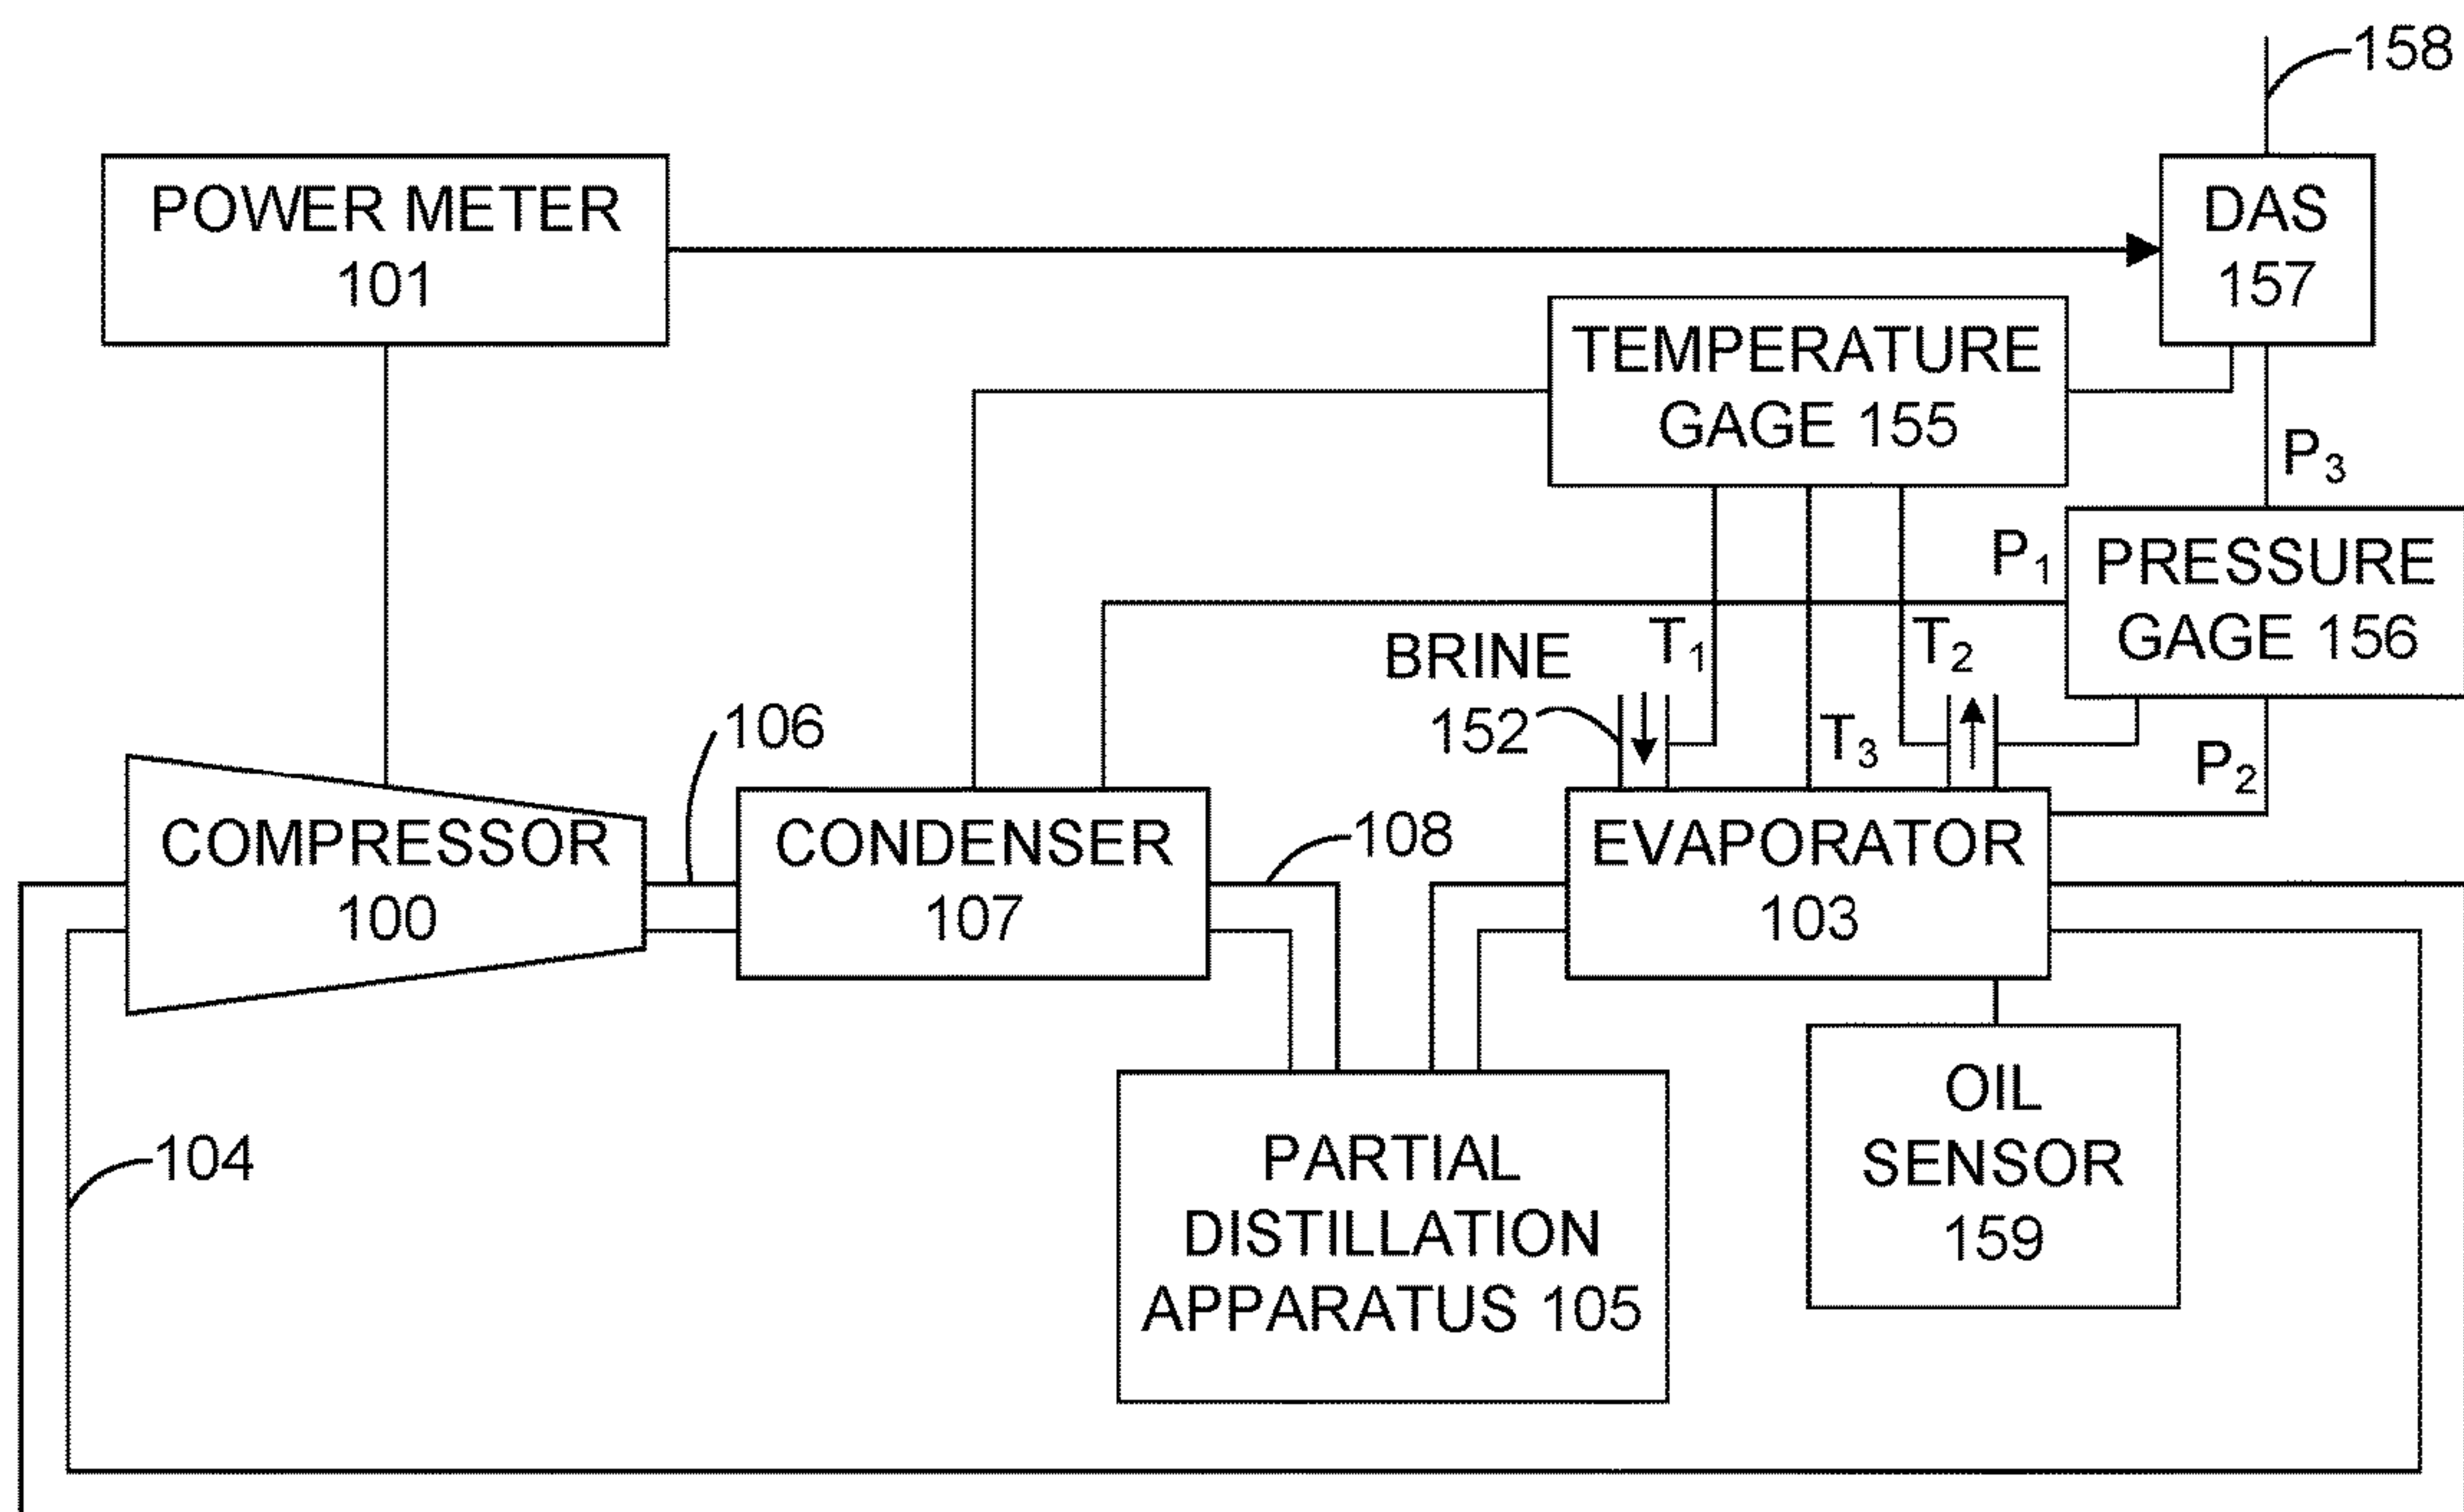 158
POWER METER
101
DAS
157
TEMPERATURE
GAGE 155
P3
P1
PRESSURE
GAGE 156
BRINE
152
T1
T2
T3
P2
106
COMPRESSOR
100
CONDENSER
107
108
EVAPORATOR
103
104
PARTIAL
DISTILLATION
APPARATUS 105
OIL
SENSOR
159